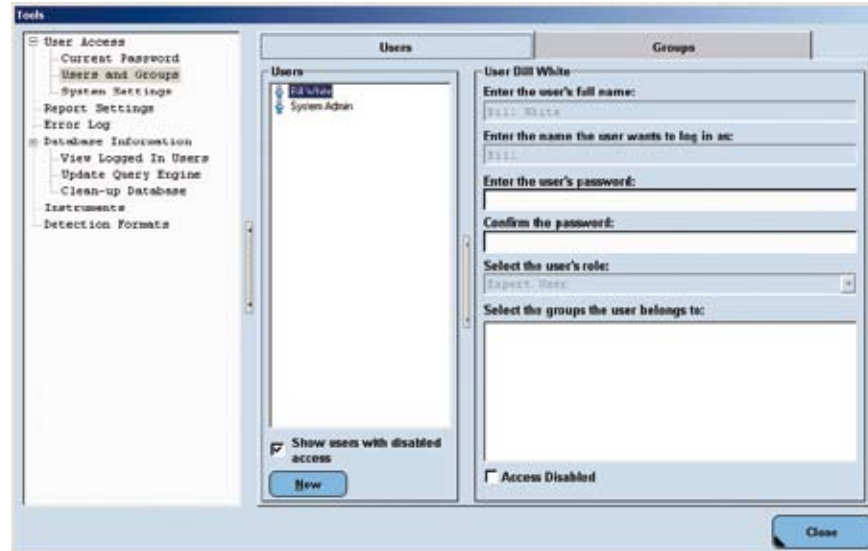 Tools
User Access
Current Password
Users and Groups
System Settings
Report Settings
Error Log
Database Information
View Logged In Users
Update Query Engine
Clean-up Database
Instruments
Detection Formats
Users
Groups
Users
Bill White
System Admin
Show users with disabled
access
New
User Bill White
Enter the user's full name:
Bill White
Enter the name the user wants to log in as:
Bill
Enter the user's password:
Confirm the password:
Select the user's role:
Expert User
Select the groups the user belongs to:
Access Disabled
Close